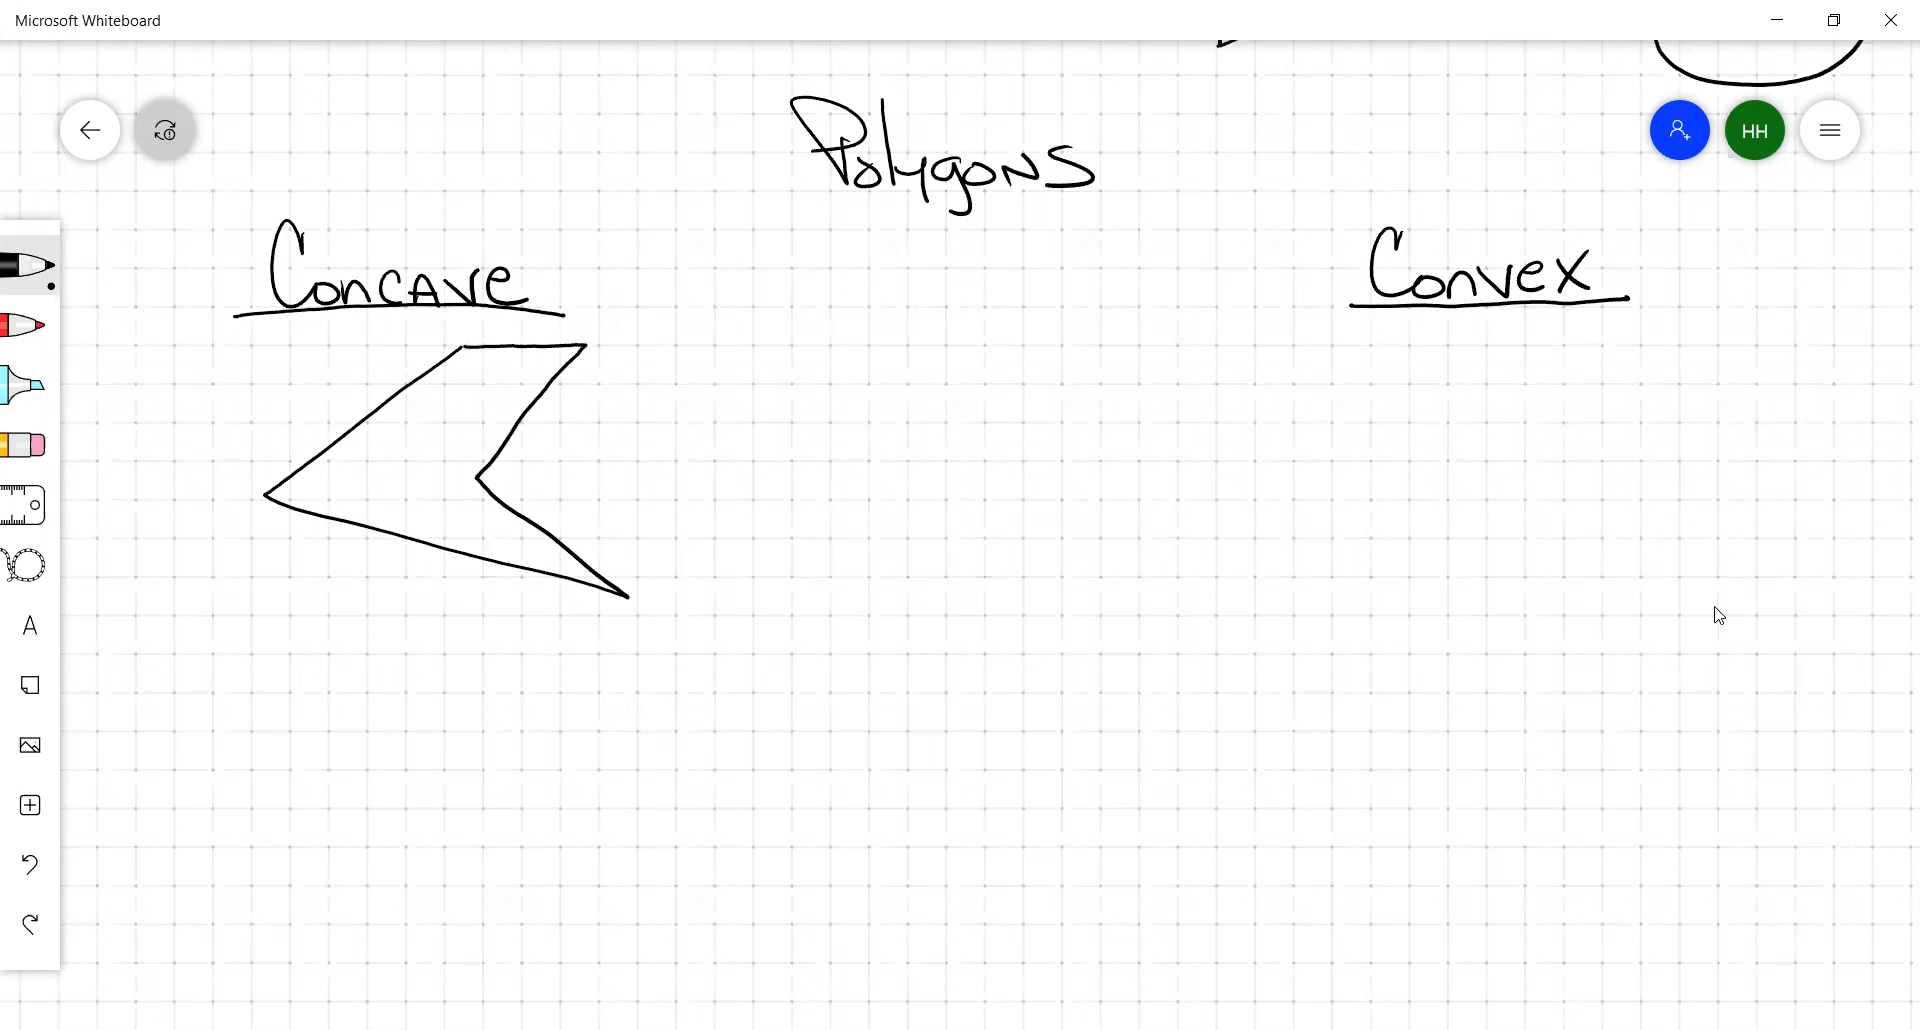 Microsoft Whiteboard
Polygons
HH
Concave
Convex